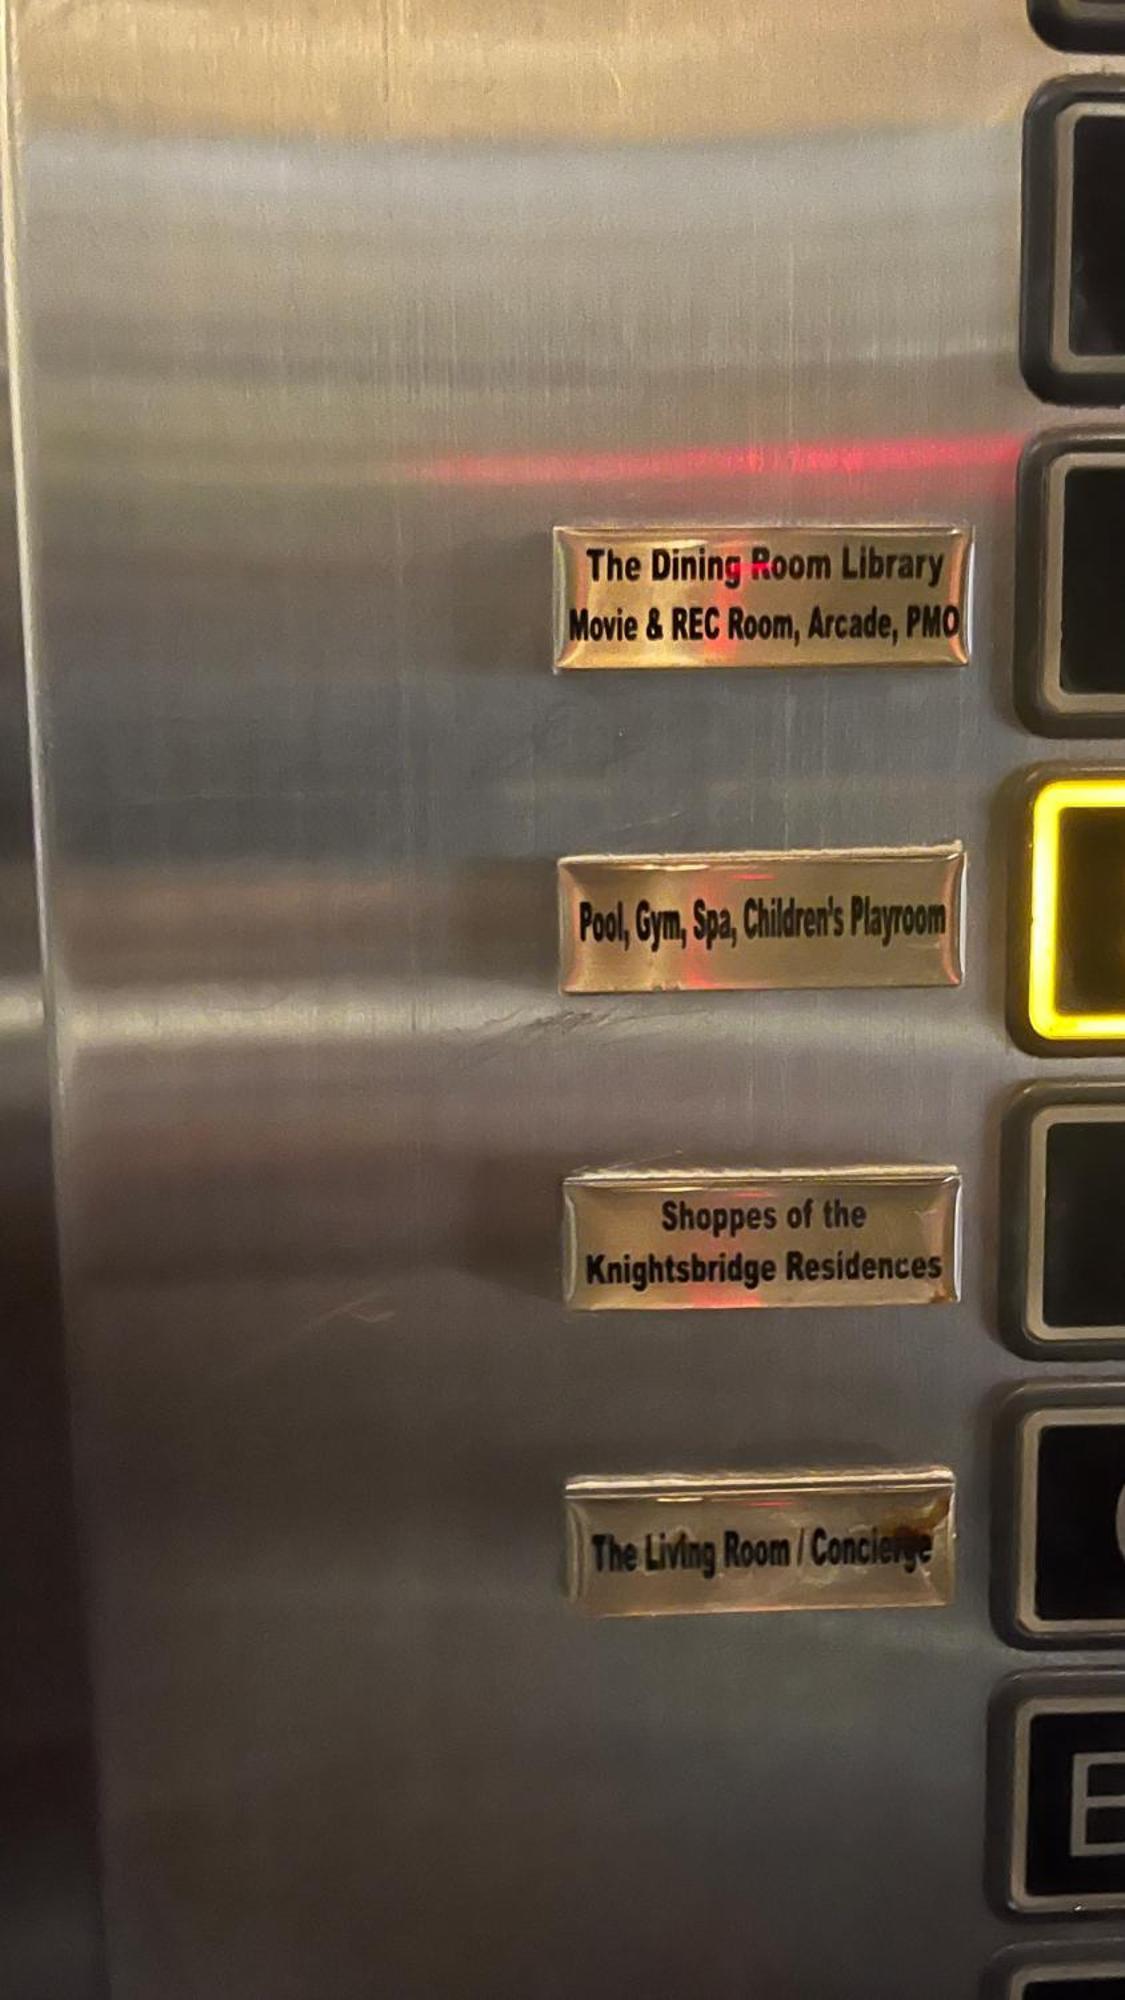 The Dining Room Library
Movie & REC Room, Arcade, PMO
Pool, Gym, Spa, Children's Playroom
Shoppes of the
Knightsbridge Residences
The Living Room / Concierge